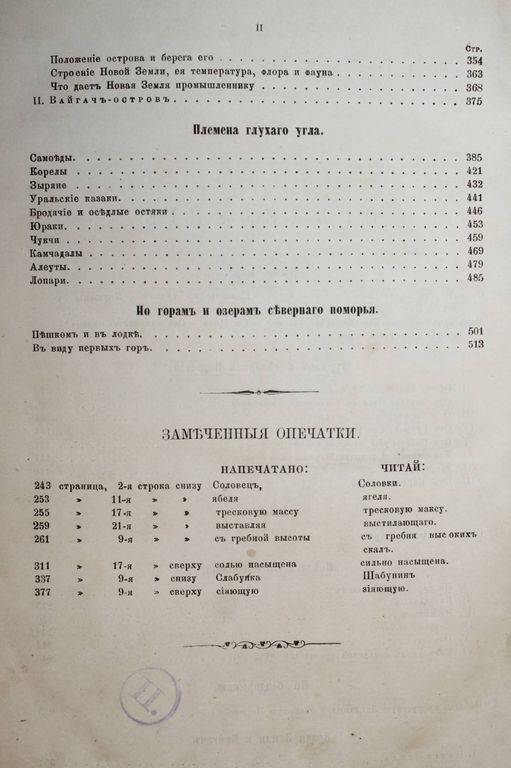 II
Стр.
Положеніе острова и берега его . . . 354
Строеніе Новой Земли, ея температура, флора и фауна . . . 363
Что даетъ Новая Земля промышленнику . . . 368
II. Вайгачъ-островъ. . . . 375
Племена глухаго угла.
Самоѣды. . . . 385
Корелы . . . 421
Зыряне . . . 432
Уральскіе казаки. . . . 441
Бродячіе и осѣдлые остяки . . . 446
Юраки. . . . 453
Чукчи . . . 459
Камчадалы . . . 469
Алеуты. . . . 479
Лопари. . . . 485
По горамъ и озерамъ сѣвернаго поморья.
Пѣшкомъ и въ лодкѣ. . . . 501
Въ виду первыхъ горъ. . . . 513
ЗАМѢЧЕННЫЯ ОПЕЧАТКИ.
НАПЕЧАТАНО: ЧИТАЙ:
243 страница, 2-я строка снизу Соловецъ, Соловки.
253 » 11-я » » ябеля ягеля.
255 » 17-я » » тресковую массу тресковую максу.
259 » 21-я » » выставляя выстилающаго.
261 » 9-я » » съ гребной высоты съ гребня высокихъ
скалъ.
311 » 17-я » сверху солью насыщена сильно насыщена.
337 » 9-я » снизу Слабунка Шабунинъ
377 » 9-я » сверху сіяющую зіяющую.
П.